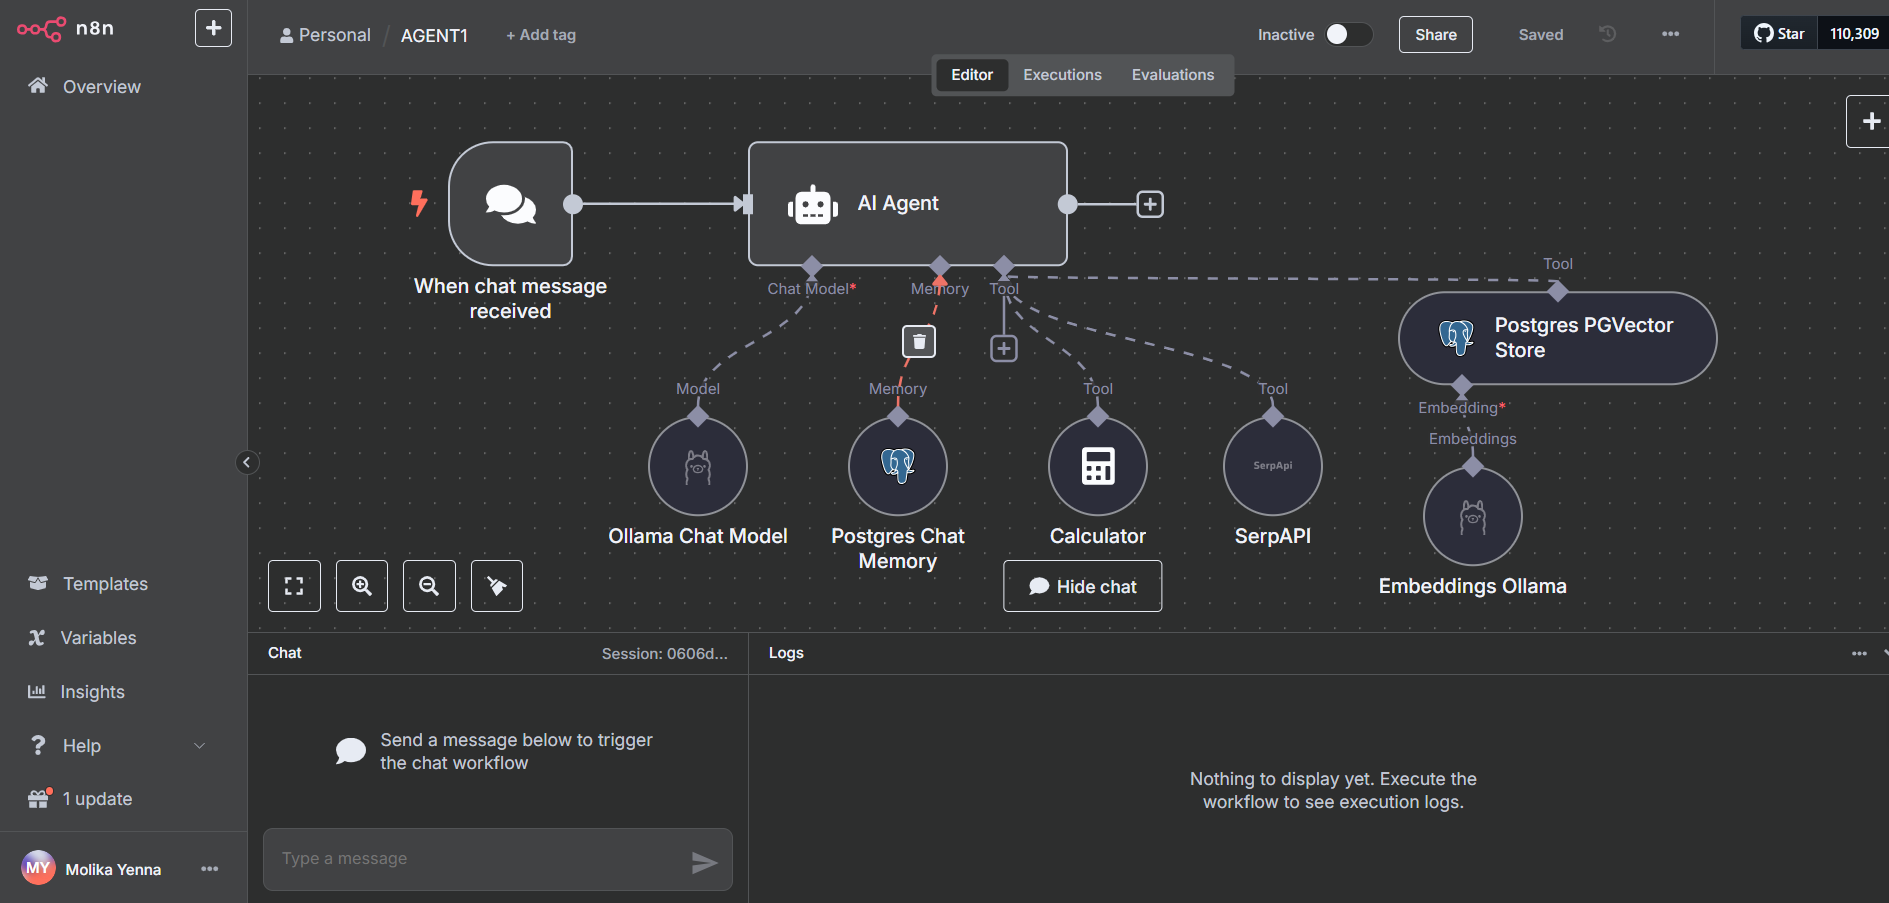 n8n
Personal / AGENT1 + Add tag
Inactive
Share
Saved
Star 110,309
Editor Executions Evaluations
Overview
Templates
Variables
Insights
Help
1 update
MY Molika Yenna
When chat message
received
AI Agent
Chat Model*
Memory
Tool
Tool
Postgres PGVector
Store
Embedding*
Embeddings
Model
Memory
Tool
Tool
SerpApi
Ollama Chat Model
Postgres Chat
Memory
Calculator
SerpAPI
Embeddings Ollama
Hide chat
Chat
Session: 0606d...
Logs
Send a message below to trigger
the chat workflow
Type a message
Nothing to display yet. Execute the
workflow to see execution logs.